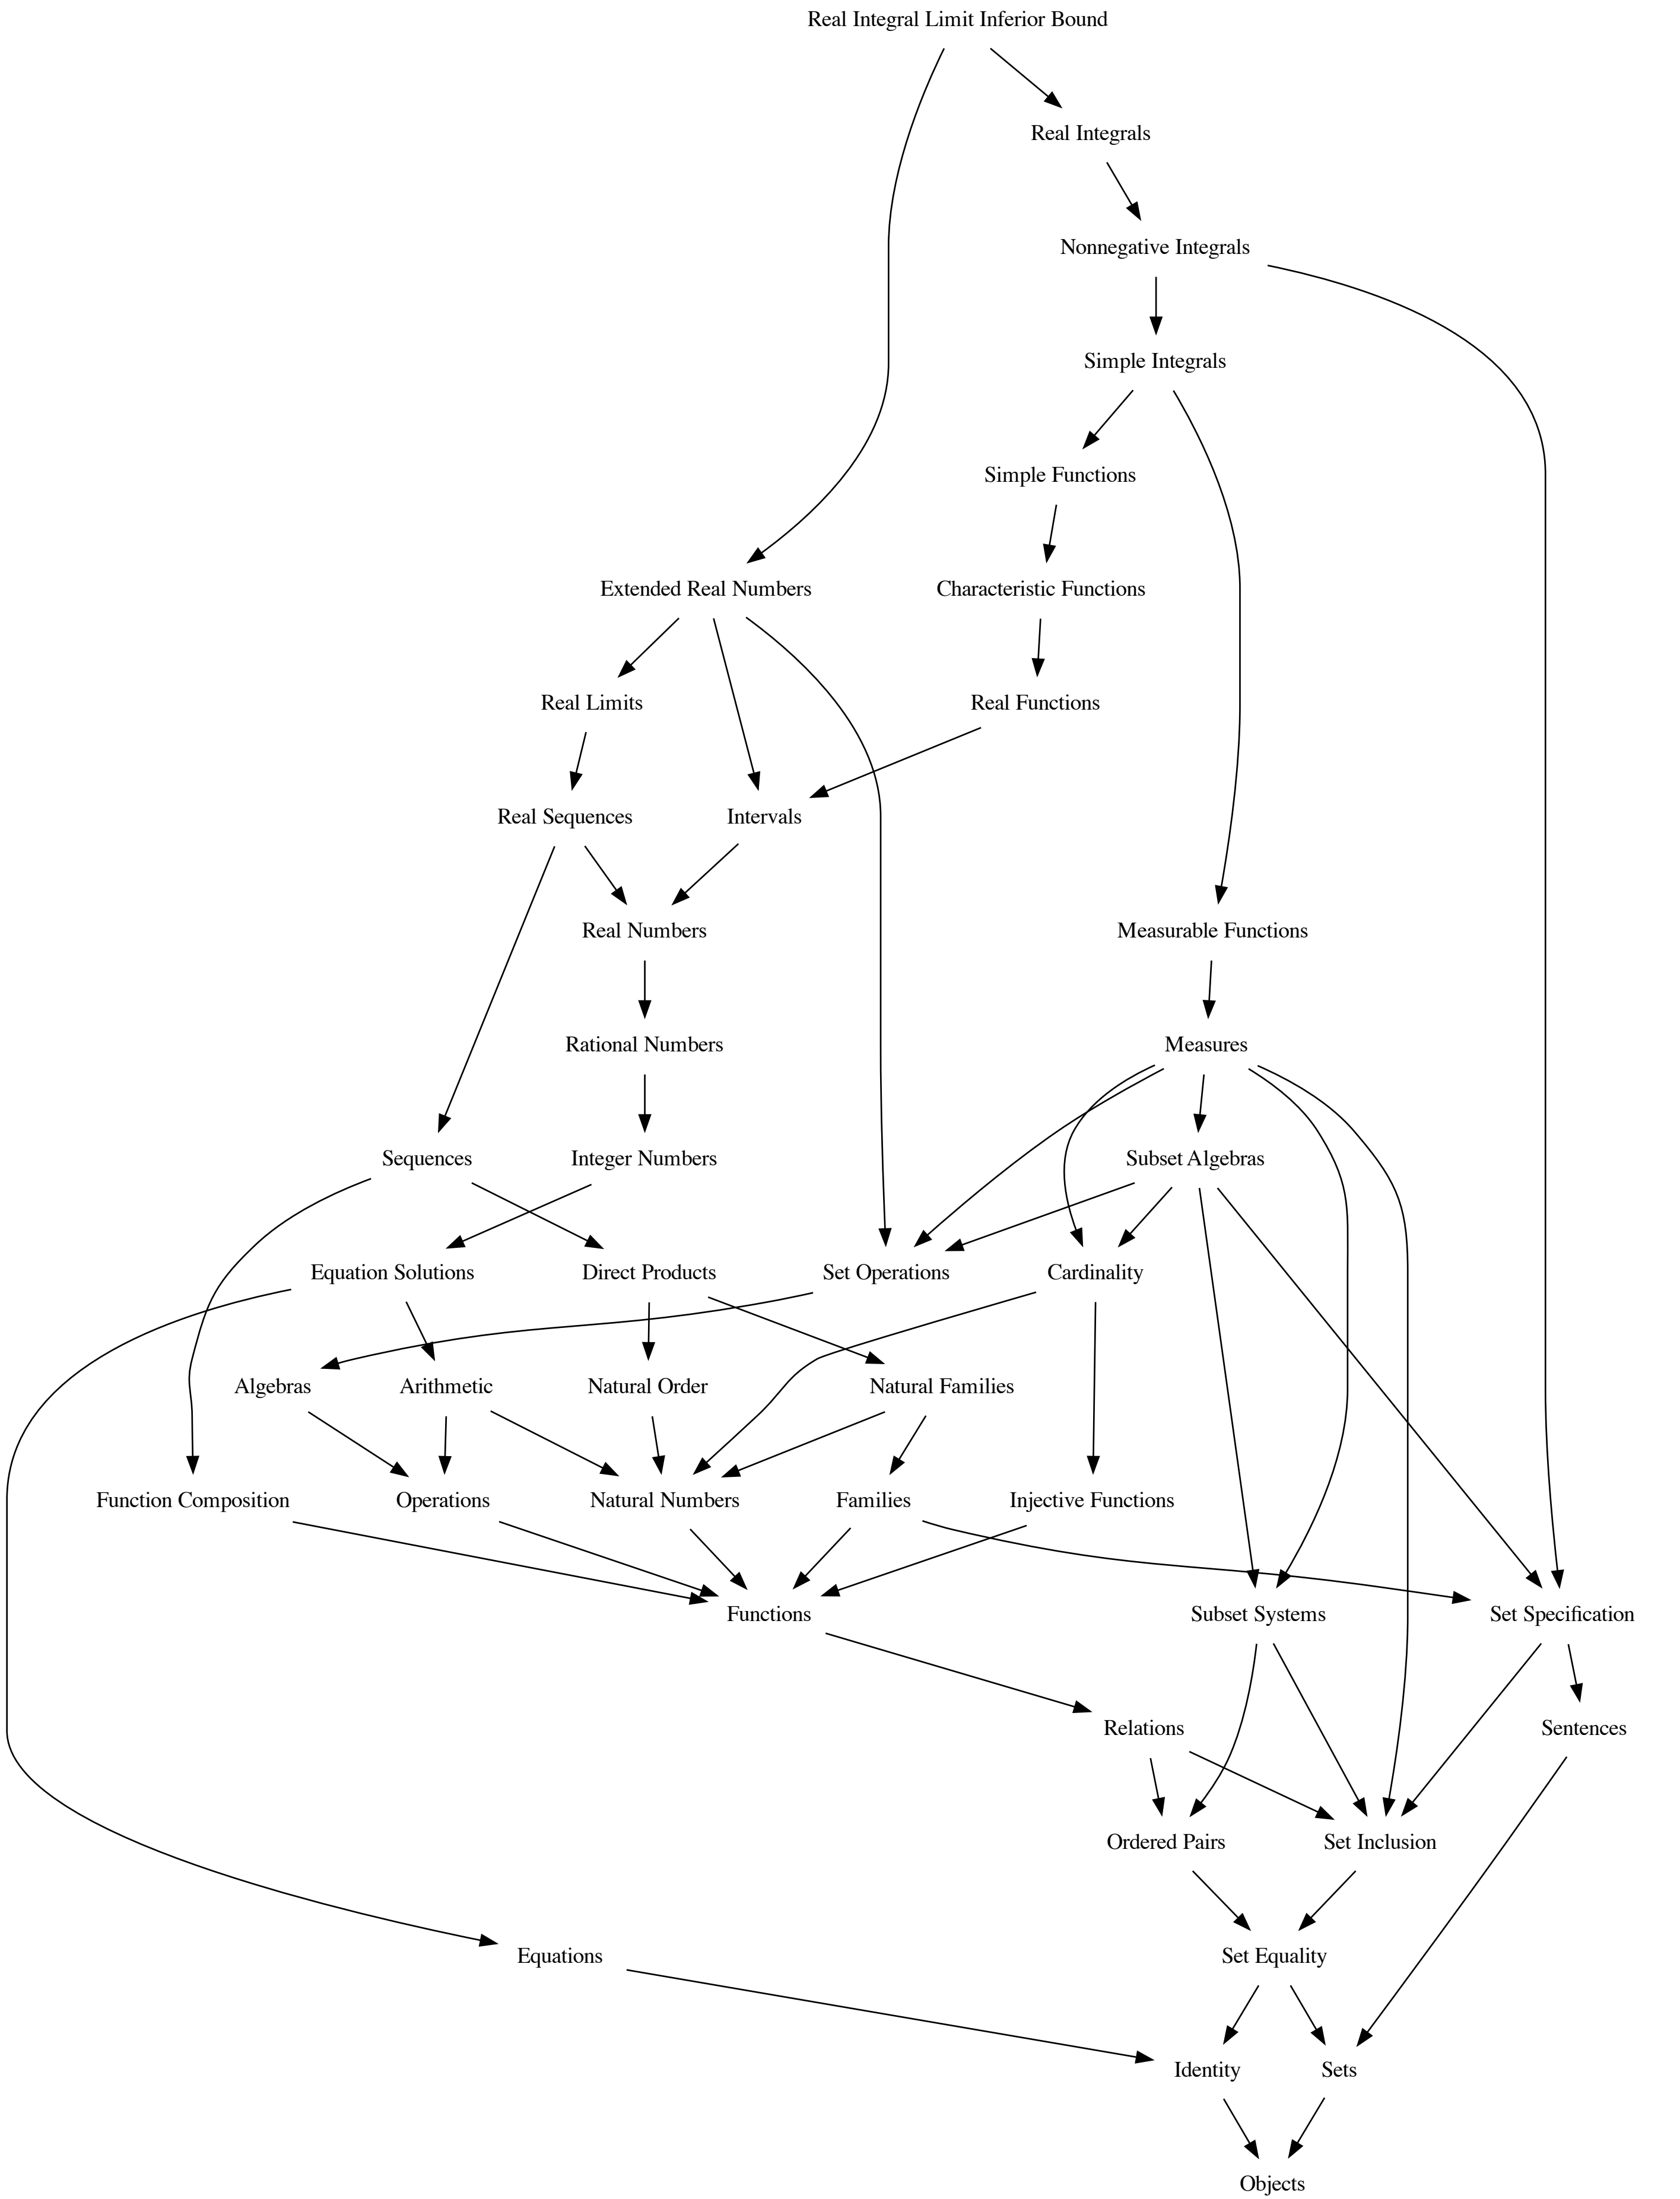 Real Integral Limit Inferior Bound
Real Integrals
Nonnegative Integrals
Simple Integrals
Simple Functions
Extended Real Numbers
Characteristic Functions
Real Limits
Real Functions
Real Sequences
Intervals
Real Numbers
Measurable Functions
Rational Numbers
Measures
Sequences
Integer Numbers
Subset Algebras
Equation Solutions
Direct Products
Set Operations
Cardinality
Algebras
Arithmetic
Natural Order
Natural Families
Function Composition
Operations
Natural Numbers
Families
Injective Functions
Functions
Subset Systems
Set Specification
Relations
Sentences
Ordered Pairs
Set Inclusion
Equations
Set Equality
Identity
Sets
Objects